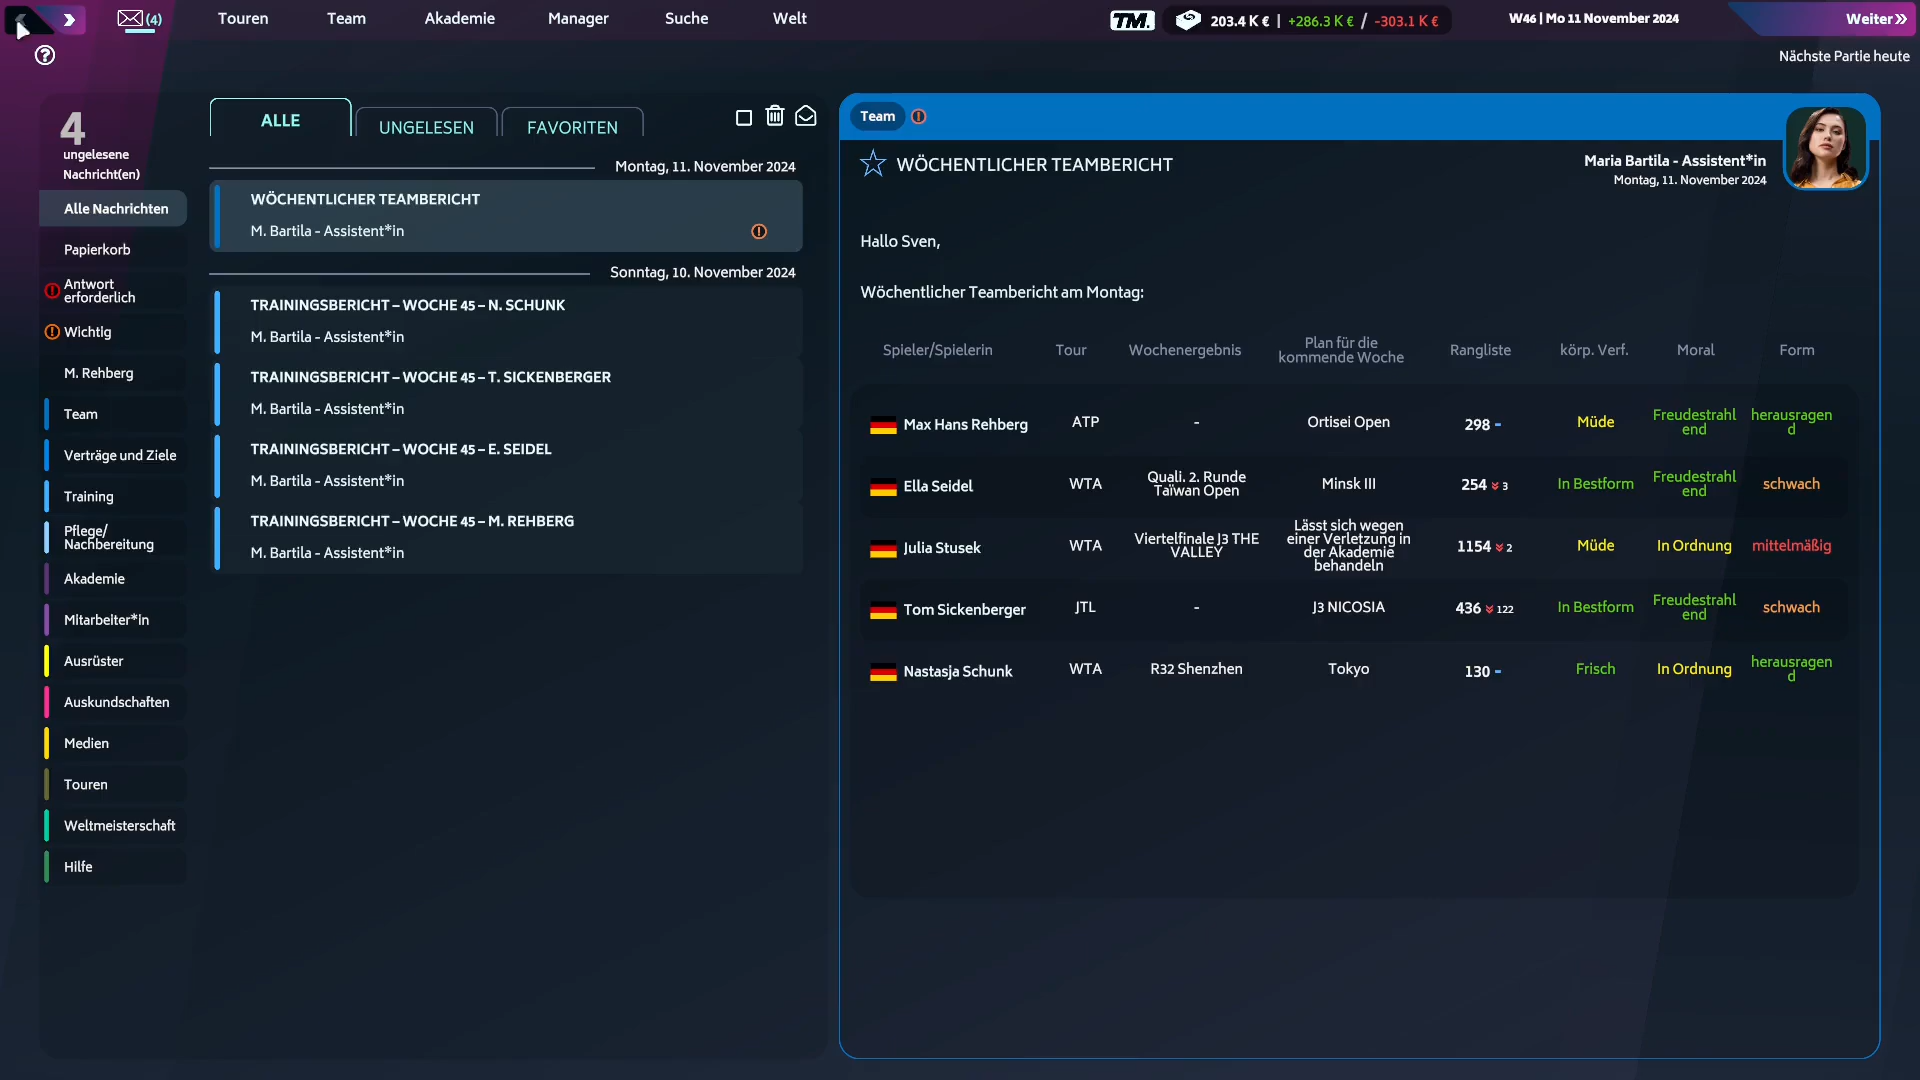 (4)
Touren
Team
Akademie
Manager
Suche
Welt
TM.
203.4 K € | +286.3 K € / -303.1 K €
W46 | Mo 11 November 2024
Weiter
Nächste Partie heute
4
ungelesene
Nachricht(en)
Alle Nachrichten
Papierkorb
Antwort
erforderlich
Wichtig
M. Rehberg
Team
Verträge und Ziele
Training
Pflege/
Nachbereitung
Akademie
Mitarbeiter*in
Ausrüster
Auskundschaften
Medien
Touren
Weltmeisterschaft
Hilfe
ALLE
UNGELESEN
FAVORITEN
Montag, 11. November 2024
WÖCHENTLICHER TEAMBERICHT
M. Bartila - Assistent*in
Sonntag, 10. November 2024
TRAININGSBERICHT – WOCHE 45 – N. SCHUNK
M. Bartila - Assistent*in
TRAININGSBERICHT – WOCHE 45 – T. SICKENBERGER
M. Bartila - Assistent*in
TRAININGSBERICHT – WOCHE 45 – E. SEIDEL
M. Bartila - Assistent*in
TRAININGSBERICHT – WOCHE 45 – M. REHBERG
M. Bartila - Assistent*in
Team
WÖCHENTLICHER TEAMBERICHT
Maria Bartila - Assistent*in
Montag, 11. November 2024
Hallo Sven,
Wöchentlicher Teambericht am Montag:
Spieler/Spielerin
Tour
Wochenergebnis
Plan für die
kommende Woche
Rangliste
körp. Verf.
Moral
Form
Max Hans Rehberg
ATP
-
Ortisei Open
298 -
Müde
Freudestrahl
end
herausragen
d
Ella Seidel
WTA
Quali. 2. Runde
Taïwan Open
Minsk III
254 3
In Bestform
Freudestrahl
end
schwach
Julia Stusek
WTA
Viertelfinale J3 THE
VALLEY
Lässt sich wegen
einer Verletzung in
der Akademie
behandeln
1154 2
Müde
In Ordnung
mittelmäßig
Tom Sickenberger
JTL
-
J3 NICOSIA
436 122
In Bestform
Freudestrahl
end
schwach
Nastasja Schunk
WTA
R32 Shenzhen
Tokyo
130 -
Frisch
In Ordnung
herausragen
d